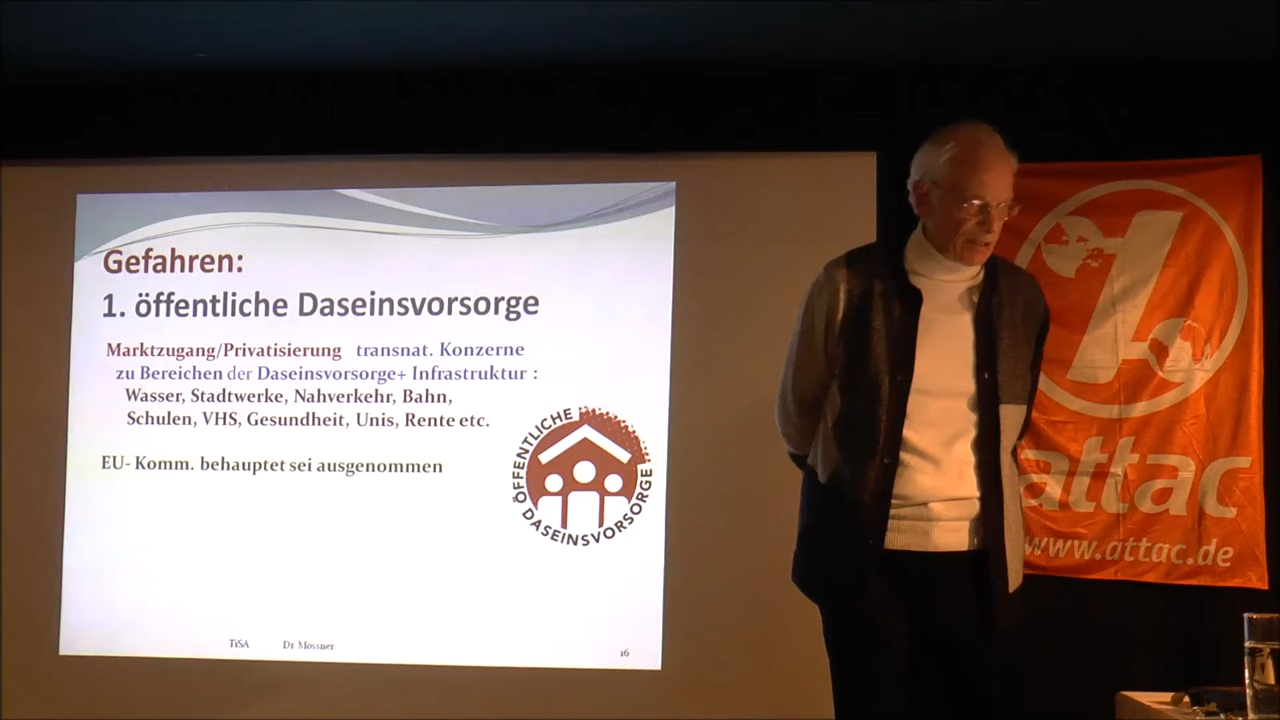 Gefahren:
1. öffentliche Daseinsvorsorge
Marktzugang/Privatisierung transnat. Konzerne
zu Bereichen der Daseinsvorsorge+ Infrastruktur :
Wasser, Stadtwerke, Nahverkehr, Bahn,
Schulen, VHS, Gesundheit, Unis, Rente etc.
EU- Komm. behauptet sei ausgenommen
ÖFFENTLICHE
DASEINSVORSORGE
TiSA Dr Mossner
16
attac
www.attac.de